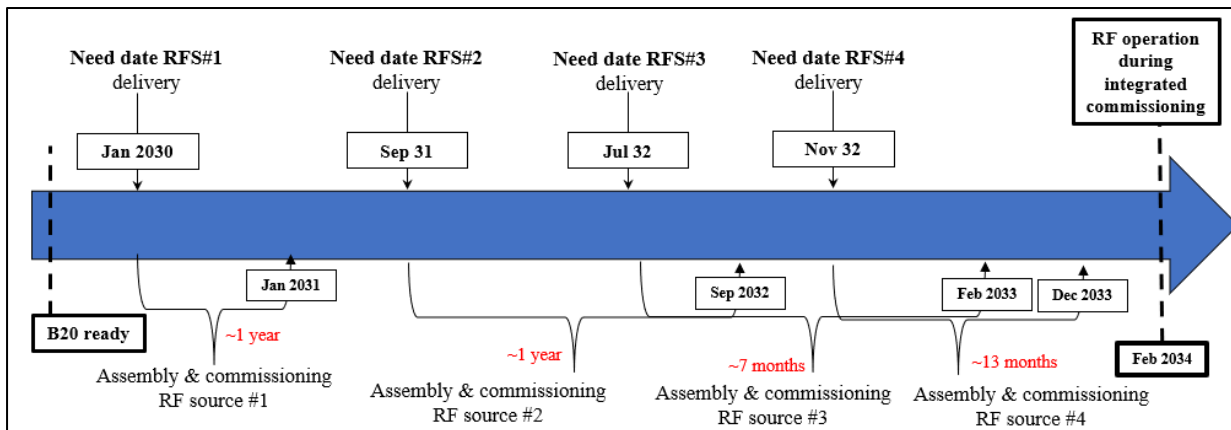 Need date RFS#1
delivery
Need date RFS#2
delivery
Need date RFS#3
delivery
Need date RFS#4
delivery
RF operation
during
integrated
commissioning
Jan 2030
Sep 31
Jul 32
Nov 32
Jan 2031
Sep 2032
Feb 2033
Dec 2033
B20 ready
~1 year
~1 year
~7 months
~13 months
Feb 2034
Assembly & commissioning
RF source #1
Assembly & commissioning
RF source #2
Assembly & commissioning
RF source #3
Assembly & commissioning
RF source #4